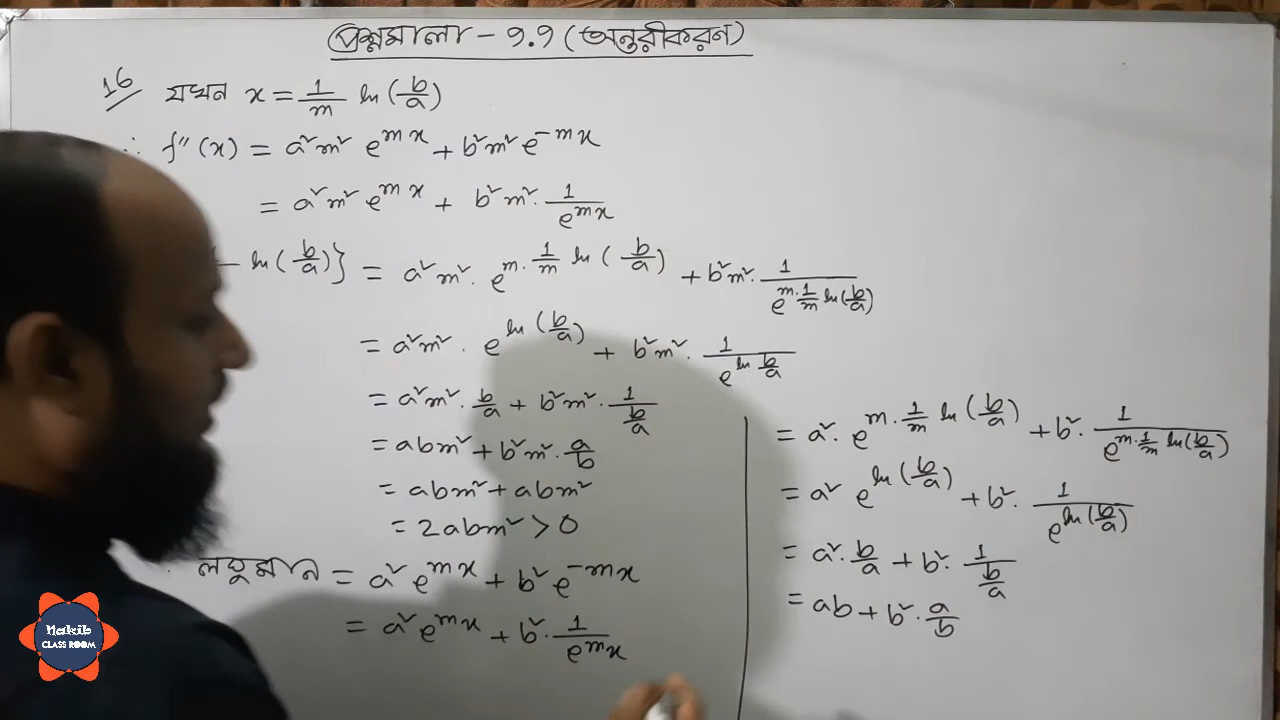 প্রশ্নমালা - ৭.৭ (অন্তরীকরন)
16 যখন x = 1/m ln(b/a)
∴ f''(x) = a²m² e^(mx) + b²m² e^(-mx)
= a²m² e^(mx) + b²m² · 1/e^(mx)
ln(b/a)} = a²m² · e^(m · 1/m ln(b/a)) + b²m² · 1/e^(m · 1/m ln(b/a))
= a²m² · e^(ln(b/a)) + b²m² · 1/e^(ln b/a)
= a²m² · b/a + b²m² · 1/(b/a)
= abm² + b²m² · a/b
= abm² + abm²
= 2abm² > 0
লঘুমান = a² e^(mx) + b² e^(-mx)
= a² e^(mx) + b² · 1/e^(mx)
= a² · e^(m · 1/m ln(b/a)) + b² · 1/e^(m · 1/m ln(b/a))
= a² e^(ln(b/a)) + b² · 1/e^(ln(b/a))
= a² · b/a + b² · 1/(b/a)
= ab + b² · a/b
Makib
CLASS ROOM